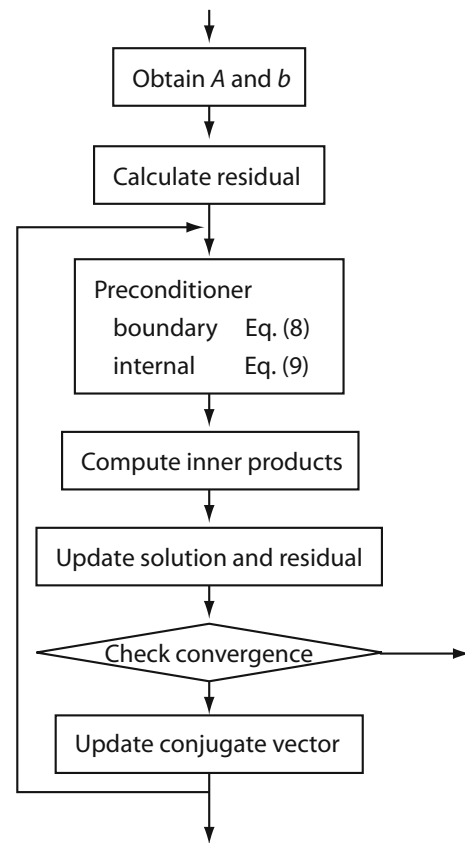 Obtain A and b
Calculate residual
Preconditioner
boundary Eq. (8)
internal Eq. (9)
Compute inner products
Update solution and residual
Check convergence
Update conjugate vector